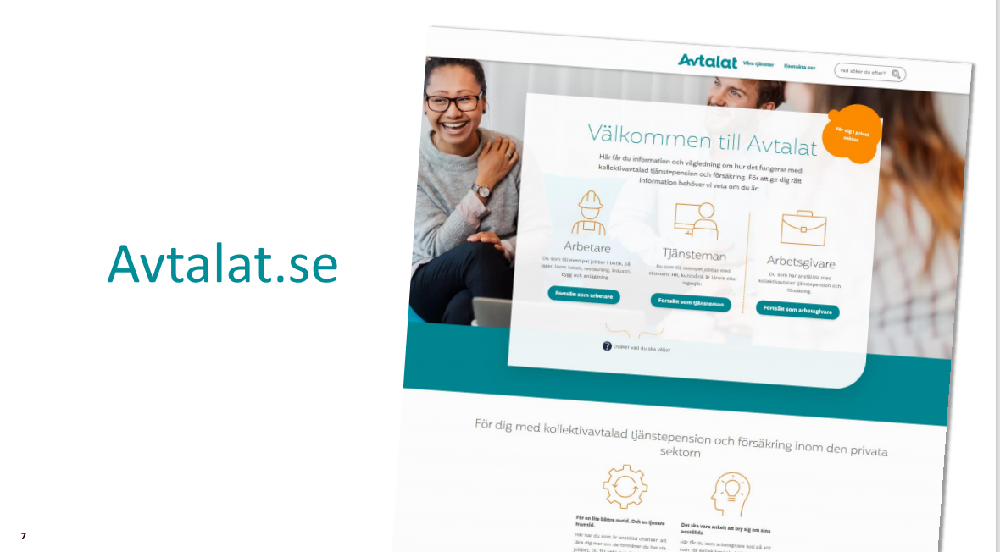 Avtalat.se
Avtalat
Våra tjänster
Kontakta oss
Vad söker du efter?
För dig i privat
sektor
Välkommen till Avtalat
Här får du information och vägledning om hur det fungerar med
kollektivavtalad tjänstepension och försäkring. För att ge dig rätt
information behöver vi veta om du är:
Arbetare
Du som till exempel jobbar i butik, på
lager, inom hotell, restaurang, industri,
bygg och anläggning.
Fortsätt som arbetare
Tjänsteman
Du som till exempel jobbar med
ekonomi, HR, kundvård, är lärare eller
ingenjör.
Fortsätt som tjänsteman
Arbetsgivare
Du som har anställda med
kollektivavtalad tjänstepension och
försäkring.
Fortsätt som arbetsgivare
? Osäker vad du ska välja?
För dig med kollektivavtalad tjänstepension och försäkring inom den privata
sektorn
För en lite bättre nutid. Och en ljusare
framtid.
Här har du som är anställd chansen att
lära dig mer om de förmåner du har via
jobbet. Du får
Det ska vara enkelt att bry sig om sina
anställda
Här får du som arbetsgivare koll på allt
som rör
7